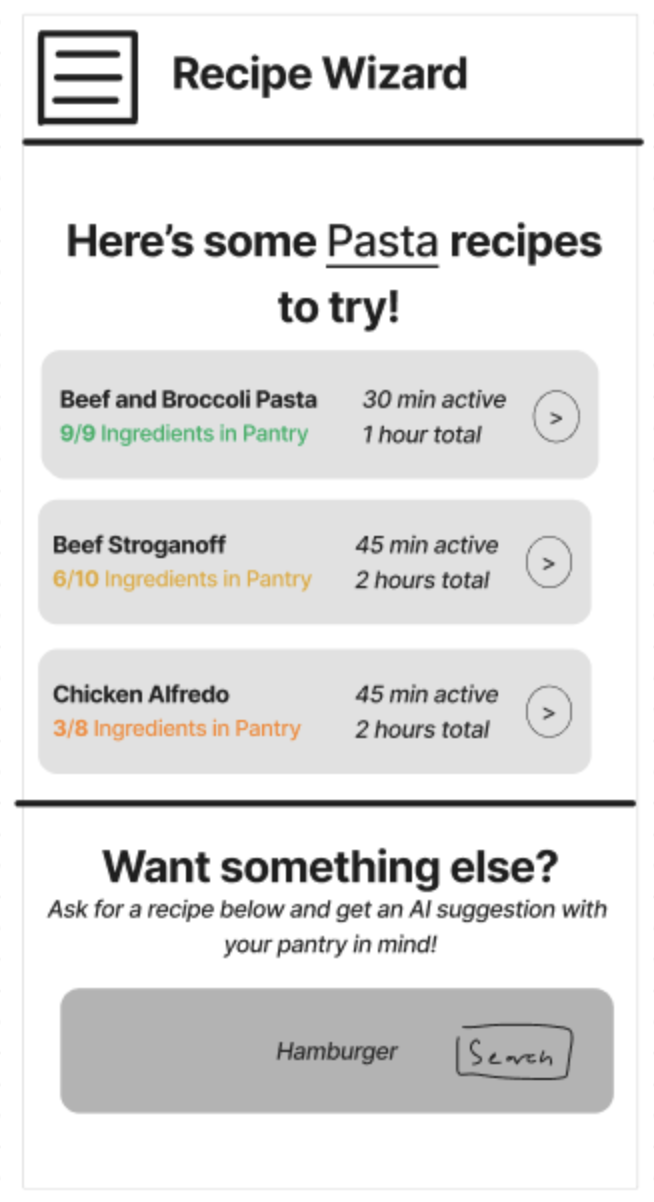 Recipe Wizard
Here's some Pasta recipes
to try!
Beef and Broccoli Pasta
9/9 Ingredients in Pantry
30 min active
1 hour total
>
Beef Stroganoff
6/10 Ingredients in Pantry
45 min active
2 hours total
>
Chicken Alfredo
3/8 Ingredients in Pantry
45 min active
2 hours total
>
Want something else?
Ask for a recipe below and get an AI suggestion with
your pantry in mind!
Hamburger
Search